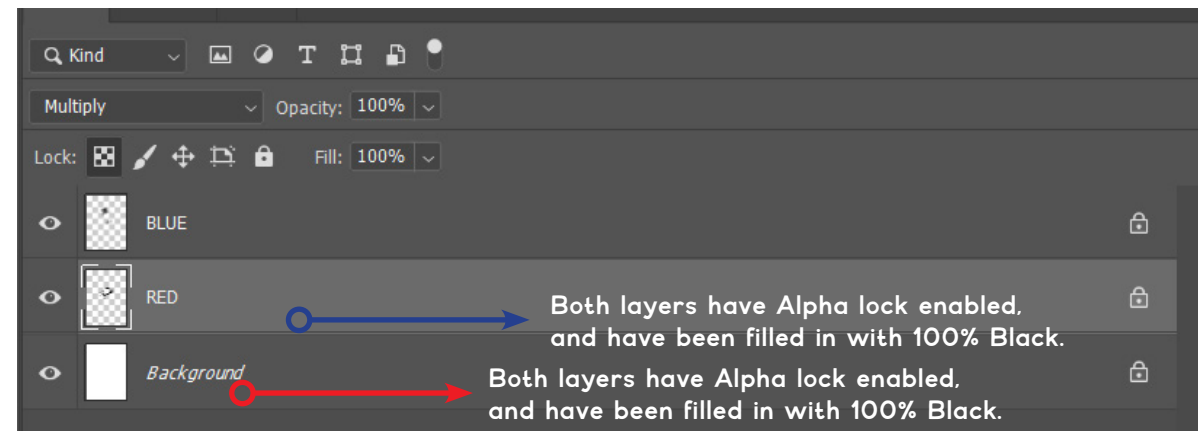 Kind
Multiply Opacity: 100%
Lock: Fill: 100%
BLUE
RED
Both layers have Alpha lock enabled,
and have been filled in with 100% Black.
Background
Both layers have Alpha lock enabled,
and have been filled in with 100% Black.